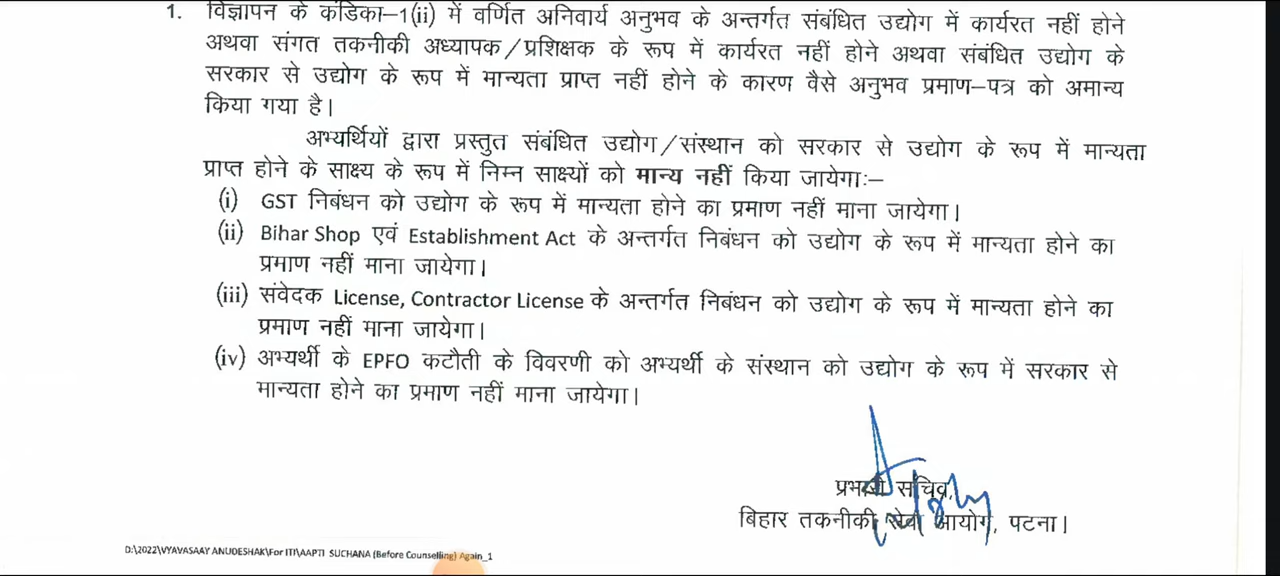 1. विज्ञापन के कंडिका–1(ii) में वर्णित अनिवार्य अनुभव के अन्तर्गत संबंधित उद्योग में कार्यरत नहीं होने
अथवा संगत तकनीकी अध्यापक/प्रशिक्षक के रूप में कार्यरत नहीं होने अथवा संबंधित उद्योग के
सरकार से उद्योग के रूप में मान्यता प्राप्त नहीं होने के कारण वैसे अनुभव प्रमाण–पत्र को अमान्य
किया गया है।
अभ्यर्थियों द्वारा प्रस्तुत संबंधित उद्योग/संस्थान को सरकार से उद्योग के रूप में मान्यता
प्राप्त होने के साक्ष्य के रूप में निम्न साक्ष्यों को मान्य नहीं किया जायेगाः–
(i) GST निबंधन को उद्योग के रूप में मान्यता होने का प्रमाण नहीं माना जायेगा।
(ii) Bihar Shop एवं Establishment Act के अन्तर्गत निबंधन को उद्योग के रूप में मान्यता होने का
प्रमाण नहीं माना जायेगा।
(iii) संवेदक License, Contractor License के अन्तर्गत निबंधन को उद्योग के रूप में मान्यता होने का
प्रमाण नहीं माना जायेगा।
(iv) अभ्यर्थी के EPFO कटौती के विवरणी को अभ्यर्थी के संस्थान को उद्योग के रूप में सरकार से
मान्यता होने का प्रमाण नहीं माना जायेगा।
प्रभारी सचिव,
बिहार तकनीकी सेवा आयोग, पटना।
D:\2022\VYAVASAAY ANUDESHAK\For ITI\AAPTI SUCHANA (Before Counselling) Again_1